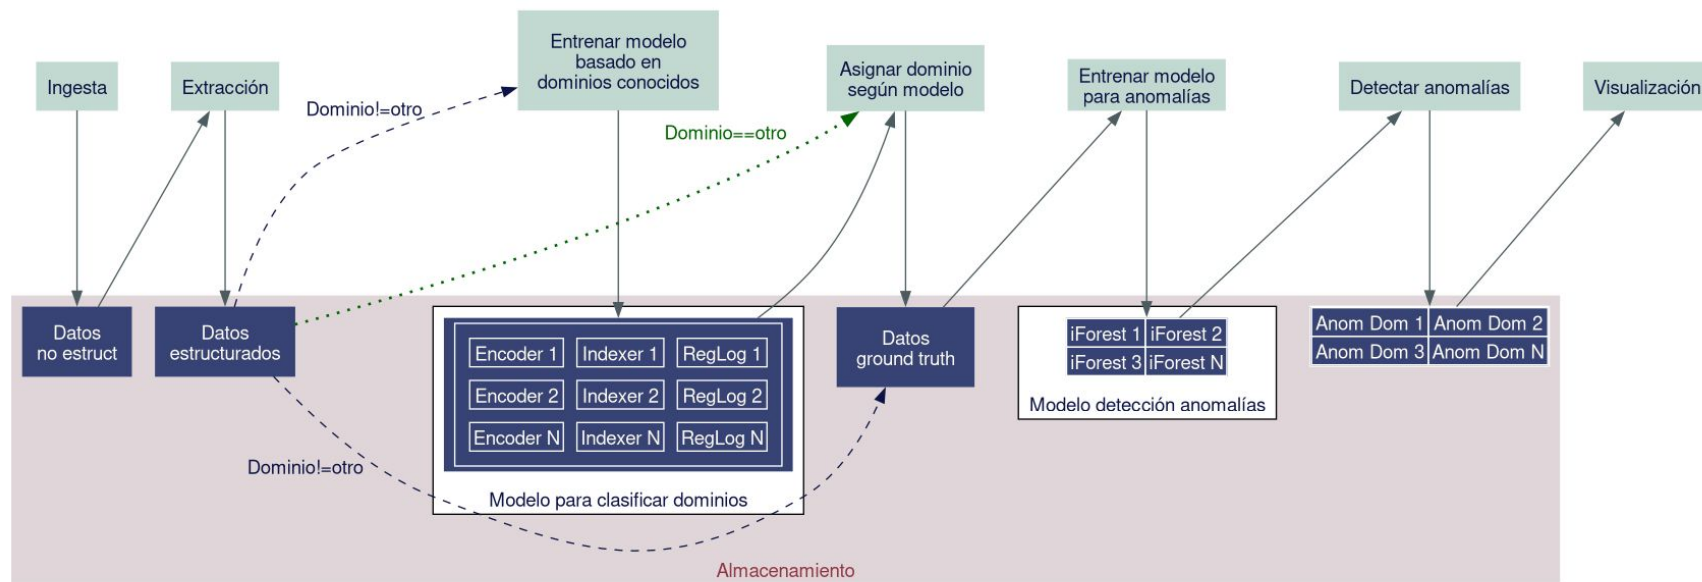 Ingesta
Extracción
Entrenar modelo
basado en
dominios conocidos
Asignar dominio
según modelo
Entrenar modelo
para anomalías
Detectar anomalías
Visualización
Dominio!=otro
Dominio==otro
Datos
no estruct
Datos
estructurados
Encoder 1
Indexer 1
RegLog 1
Encoder 2
Indexer 2
RegLog 2
Encoder N
Indexer N
RegLog N
Modelo para clasificar dominios
Datos
ground truth
iForest 1
iForest 2
iForest 3
iForest N
Modelo detección anomalías
Anom Dom 1
Anom Dom 2
Anom Dom 3
Anom Dom N
Dominio!=otro
Almacenamiento